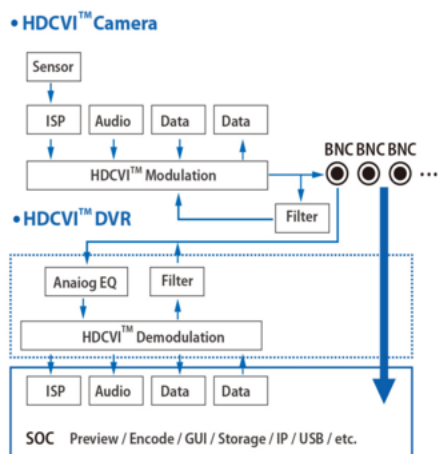 • HDCVI™ Camera
Sensor
ISP Audio Data Data
BNC BNC BNC
HDCVI™ Modulation
...
Filter
• HDCVI™ DVR
Anaiog EQ Filter
HDCVI™ Demodulation
ISP Audio Data Data
SOC Preview / Encode / GUI / Storage / IP / USB / etc.